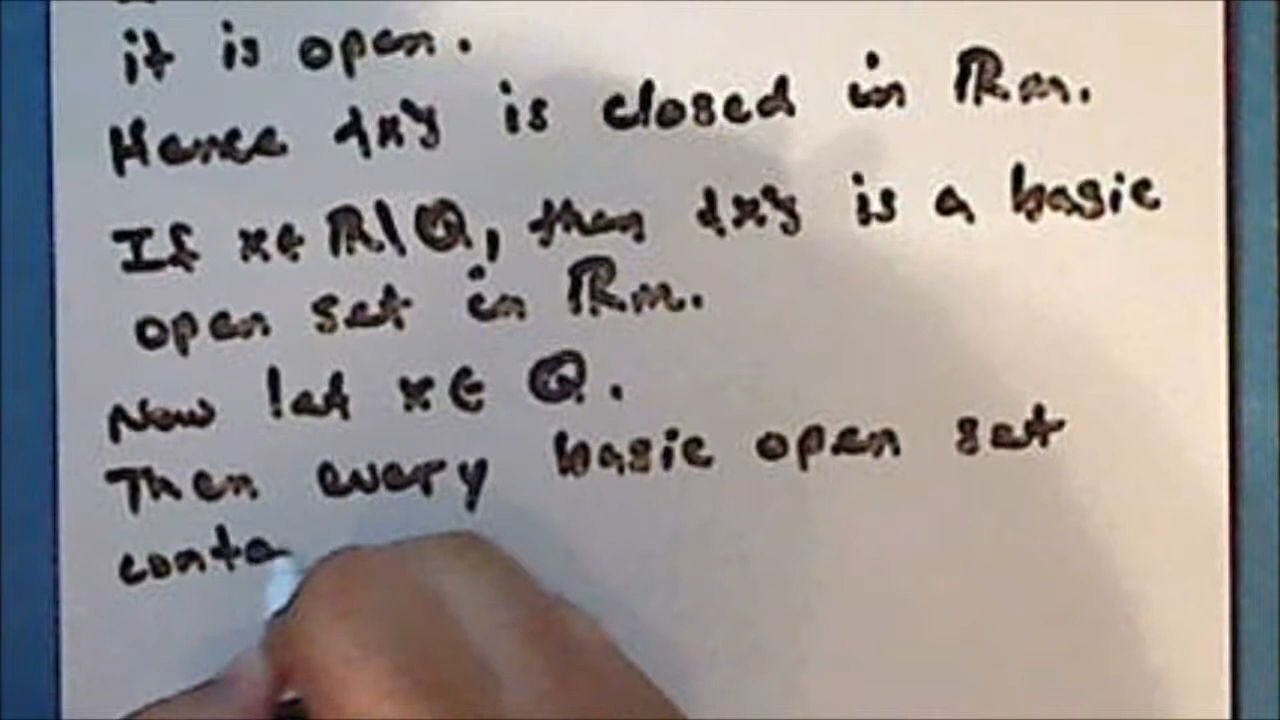 it is open.
Hence {x} is closed in ℝm.
If x∈ℝ\ℚ, then {x} is a basic
open set in ℝm.
Now let x∈ ℚ.
Then every basic open set
conta